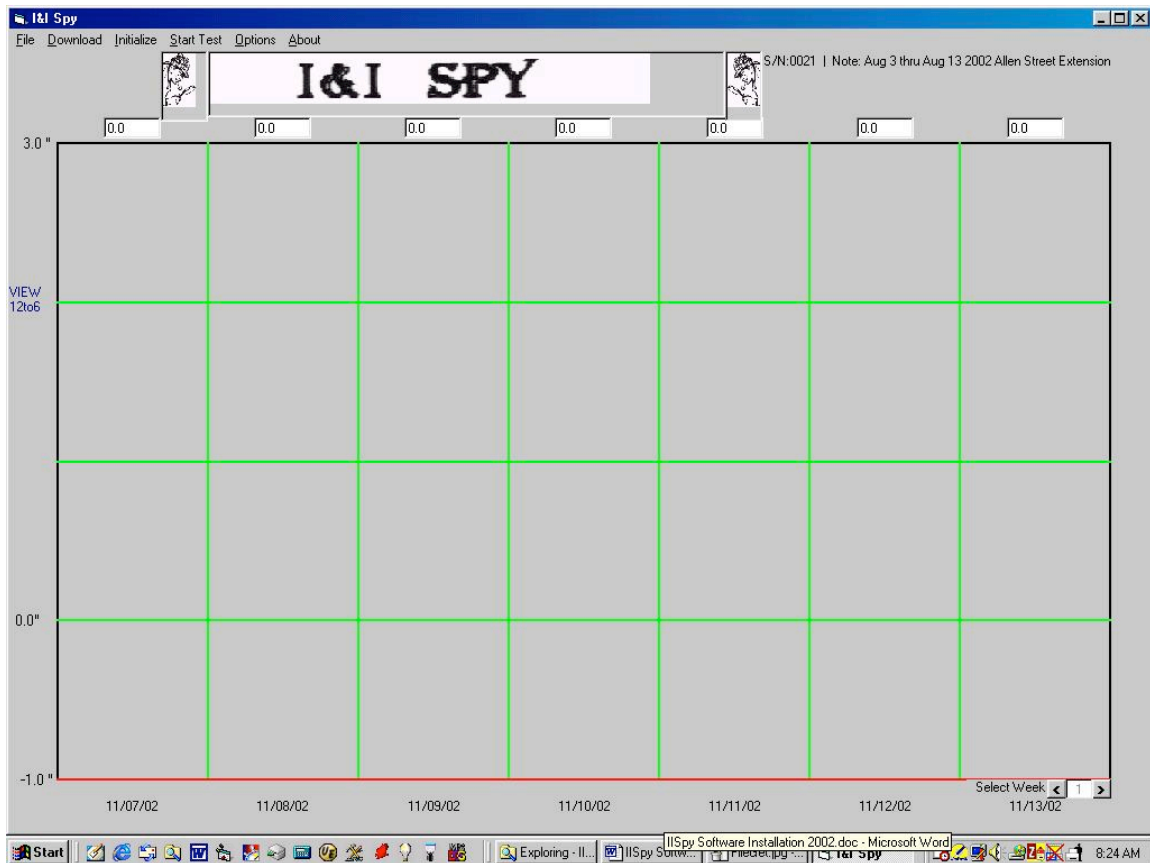 I&I Spy
File Download Initialize Start Test Options About
I&I SPY
S/N:0021 | Note: Aug 3 thru Aug 13 2002 Allen Street Extension
0.0 0.0 0.0 0.0 0.0 0.0 0.0
3.0 "
VIEW
12to6
0.0"
-1.0 "
Select Week < 1 >
11/07/02 11/08/02 11/09/02 11/10/02 11/11/02 11/12/02 11/13/02
IISpy Software Installation 2002.doc - Microsoft Word
Start Exploring - II... IISpy Softw... I&I Spy 8:24 AM